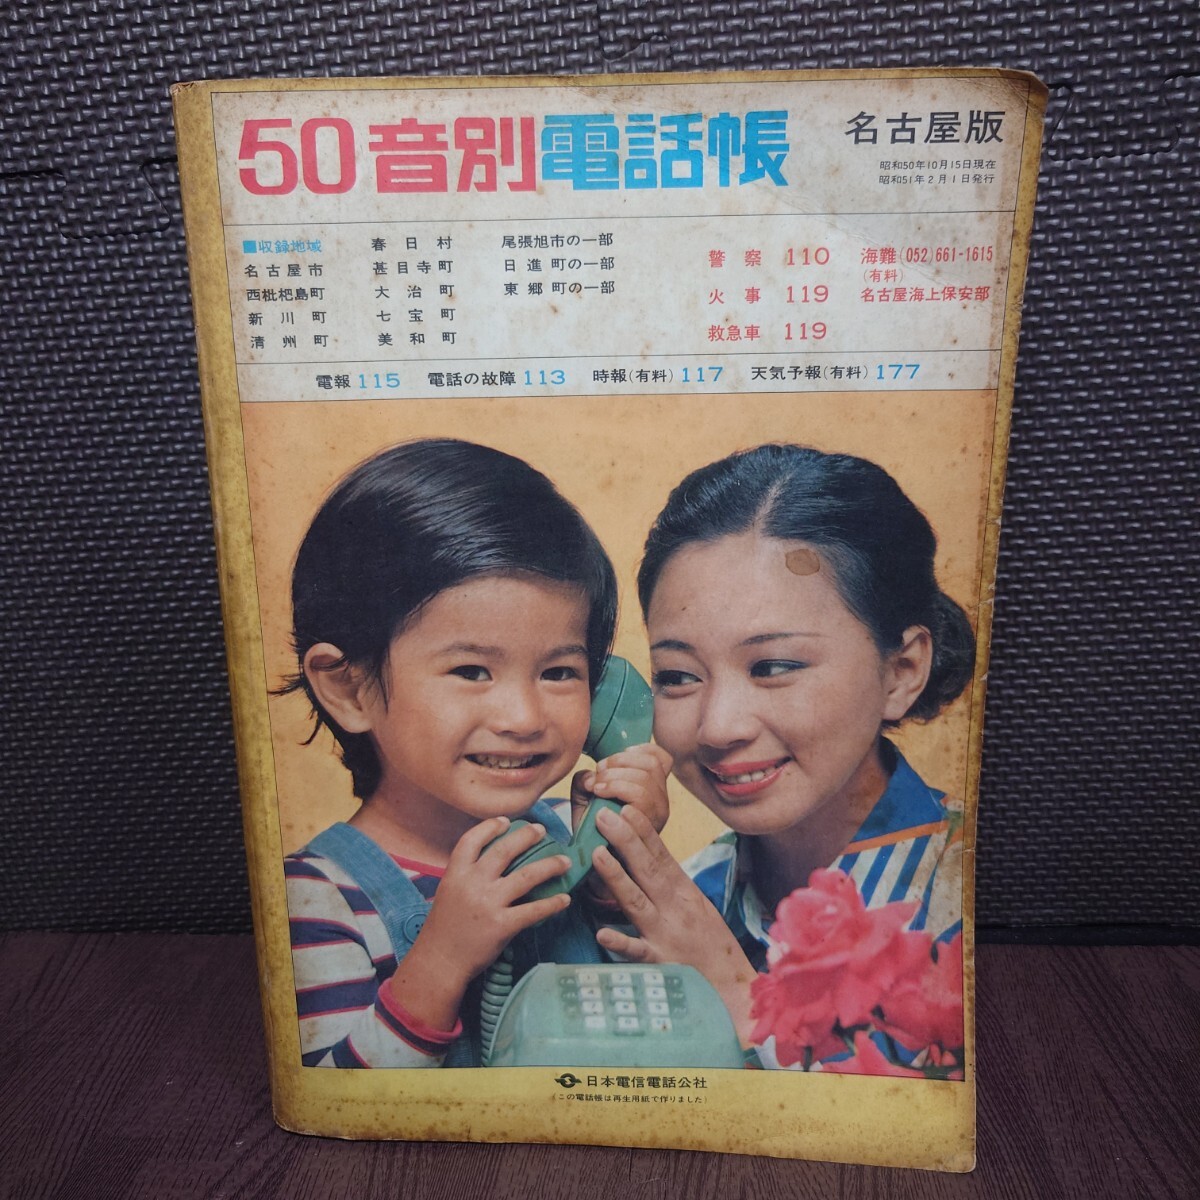 50音別電話帳
名古屋版
昭和50年10月15日現在
昭和51年2月1日発行
■収録地域
名古屋市
西枇杷島町
新川町
清州町
春日村
甚目寺町
大治町
七宝町
美和町
尾張旭市の一部
日進町の一部
東郷町の一部
警察 110
火事 119
救急車 119
海難(052)661-1615
(有料)
名古屋海上保安部
電報115 電話の故障113 時報(有料)117 天気予報(有料)177
日本電信電話公社
(この電話帳は再生用紙で作りました)